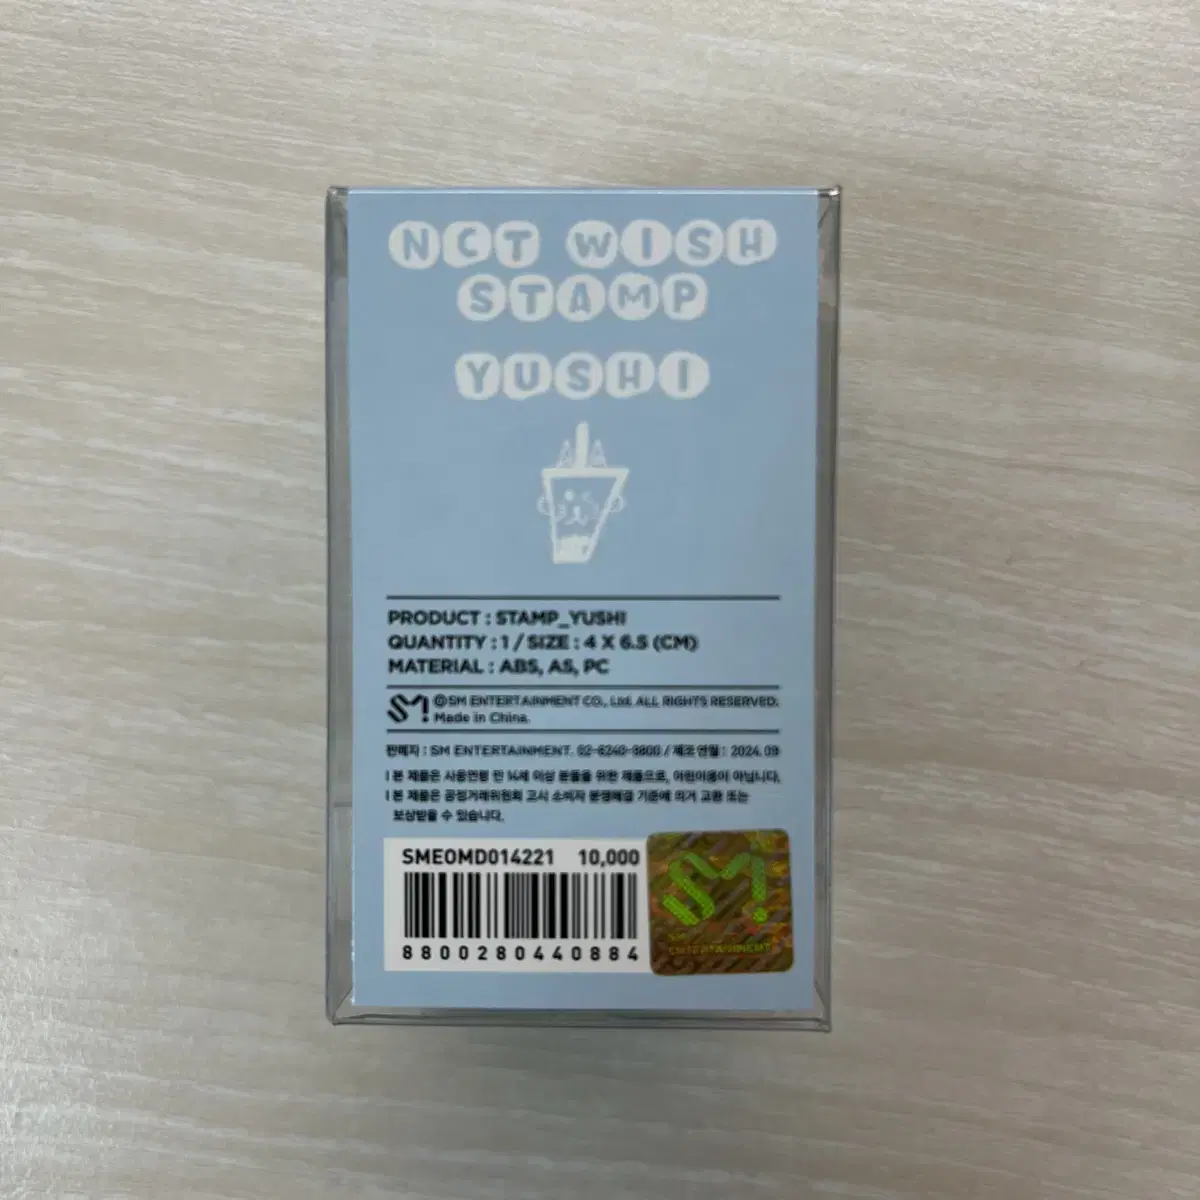 NCT WISH
STAMP
YUSHI
PRODUCT : STAMP_YUSHI
QUANTITY : 1 / SIZE : 4 X 6.5 (CM)
MATERIAL : ABS, AS, PC
SM ©SM ENTERTAINMENT CO., Ltd. ALL RIGHTS RESERVED.
Made in China.
판매자 : SM ENTERTAINMENT. 02-6240-9800 / 제조연월 : 2024. 09
| 본 제품은 사용연령 만 14세 이상 분들을 위한 제품으로, 어린이용이 아닙니다.
| 본 제품은 공정거래위원회 고시 소비자 분쟁해결 기준에 의거 교환 또는
보상받을 수 있습니다.
SMEOMD014221 10,000
8800280440884
SM
SM
ENTERTAINMENT